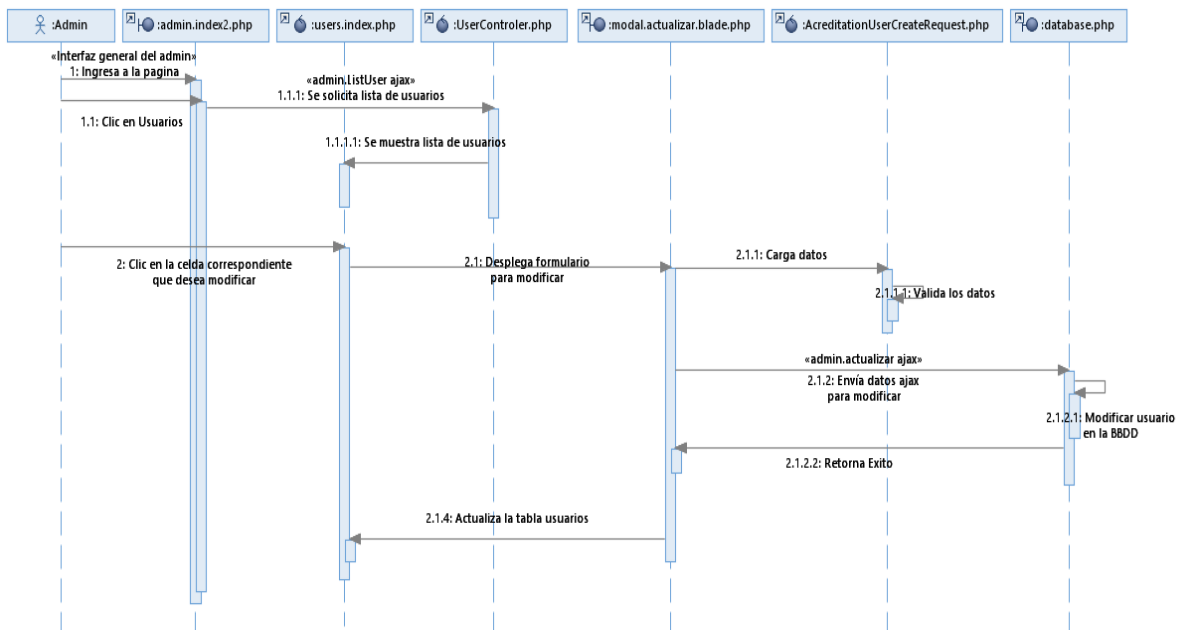 :Admin
:admin.index2.php
:users.index.php
:UserControler.php
:modal.actualizar.blade.php
:AcreditationUserCreateRequest.php
:database.php
«Interfaz general del admin»
1: Ingresa a la pagina
«admin.listUser ajax»
1.1.1: Se solicita lista de usuarios
1.1: Clic en Usuarios
1.1.1.1: Se muestra lista de usuarios
2: Clic en la celda correspondiente
que desea modificar
2.1: Desplega formulario
para modificar
2.1.1: Carga datos
2.1.1.1: Valida los datos
«admin.actualizar ajax»
2.1.2: Envía datos ajax
para modificar
2.1.2.1: Modificar usuario
en la BBDD
2.1.2.2: Retorna Exito
2.1.4: Actualiza la tabla usuarios